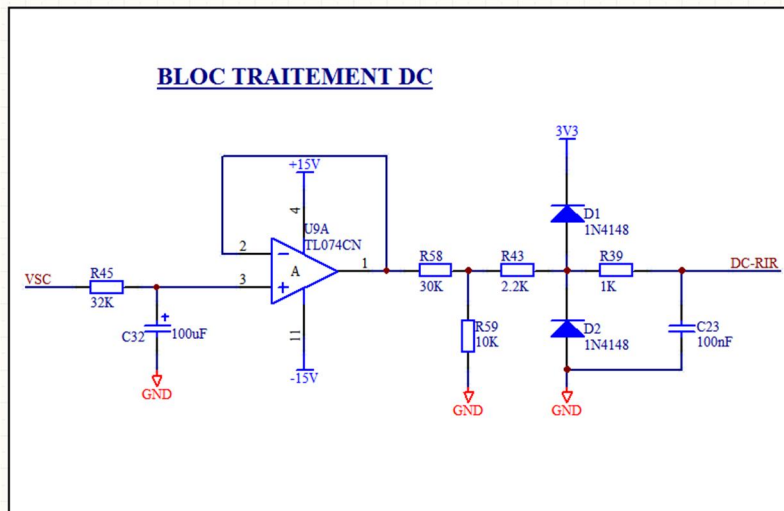 BLOC TRAITEMENT DC
3V3
+15V
4
U9A
TL074CN
D1
1N4148
2
A
1
3
VSC
R45
32K
R58
30K
R43
2.2K
R39
1K
DC-RIR
C32
+
100uF
11
-15V
R59
10K
D2
1N4148
C23
100nF
GND
GND
GND